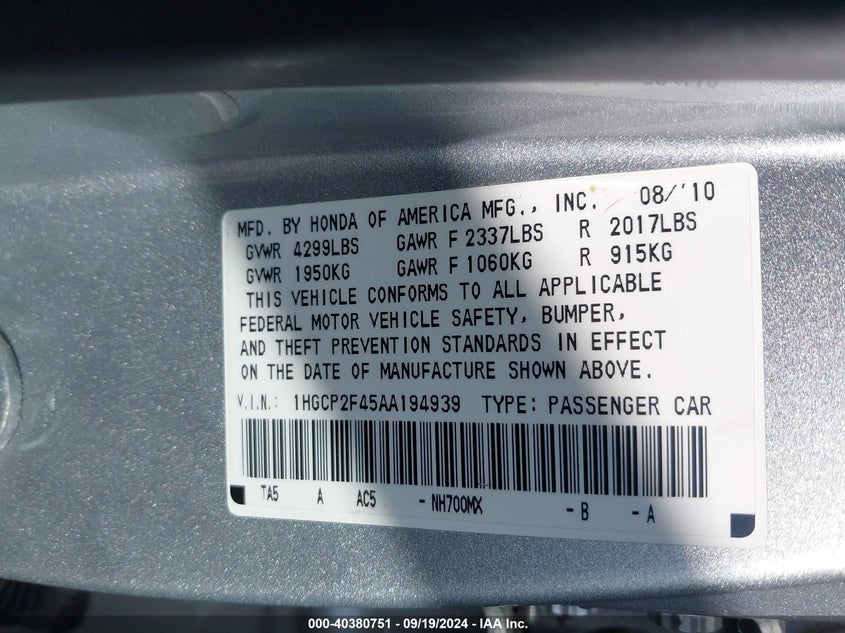 MFD. BY HONDA OF AMERICA MFG., INC. 08/'10
GVWR 4299LBS GAWR F 2337LBS R 2017LBS
GVWR 1950KG GAWR F 1060KG R 915KG
THIS VEHICLE CONFORMS TO ALL APPLICABLE
FEDERAL MOTOR VEHICLE SAFETY, BUMPER,
AND THEFT PREVENTION STANDARDS IN EFFECT
ON THE DATE OF MANUFACTURE SHOWN ABOVE.
V.I.N.: 1HGCP2F45AA194939 TYPE: PASSENGER CAR
TA5 A AC5 - NH700MX - B - A
000-40380751 / 09/19/2024 - IAA Inc.